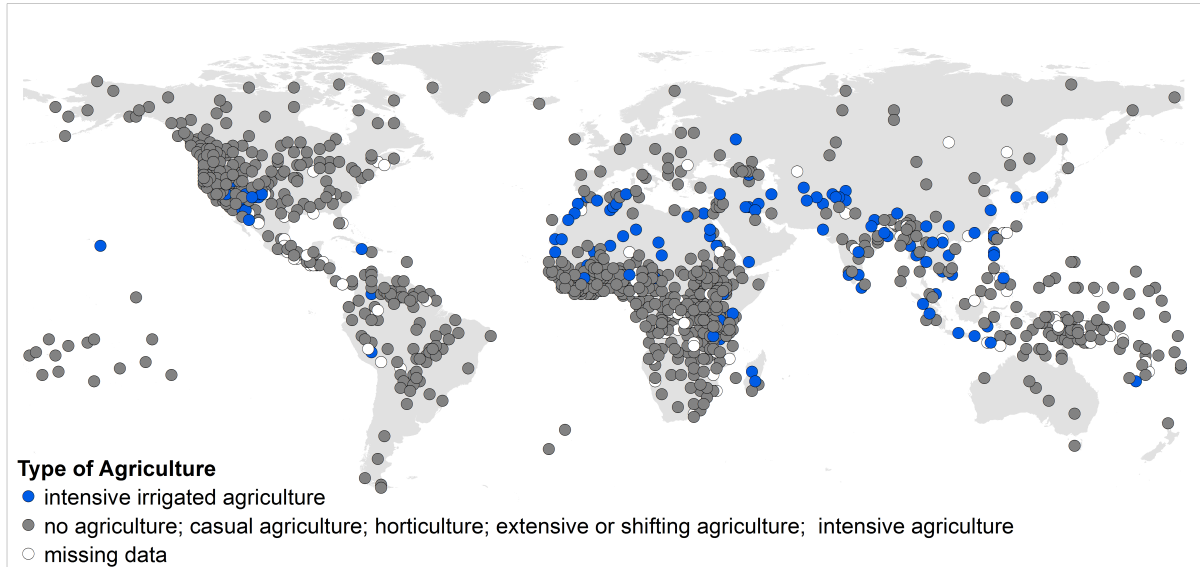 Type of Agriculture
intensive irrigated agriculture
no agriculture; casual agriculture; horticulture; extensive or shifting agriculture;  intensive agriculture
missing data